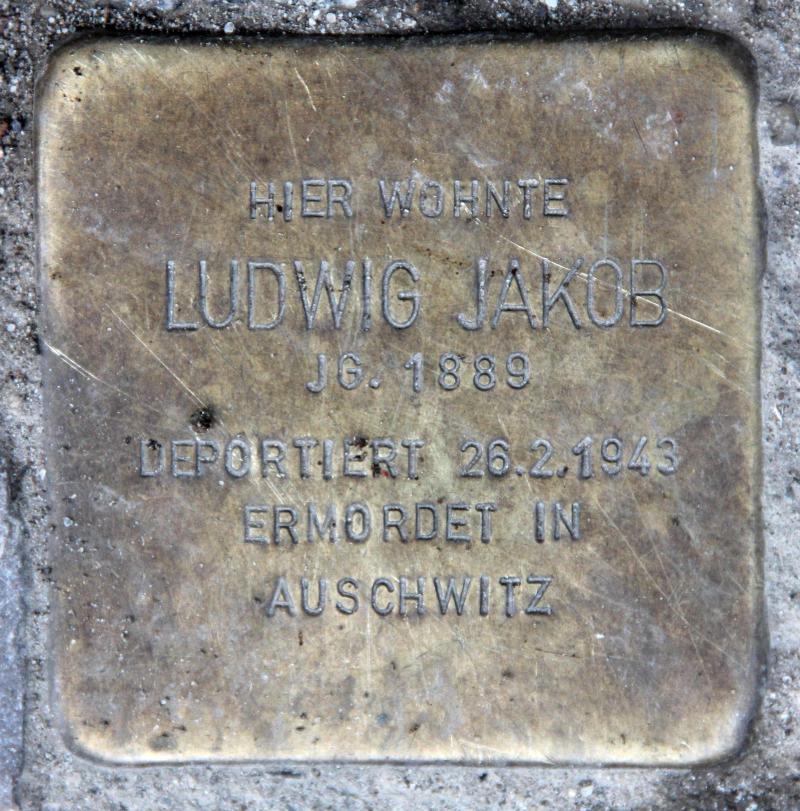 HIER WOHNTE
LUDWIG JAKOB
JG. 1889
DEPORTIERT 26.2.1943
ERMORDET IN
AUSCHWITZ